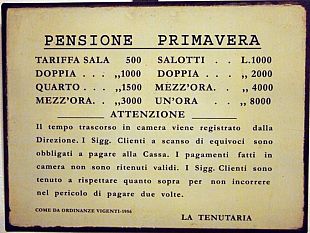 PENSIONE PRIMAVERA
TARIFFA SALA 500 SALOTTI . . L.1000
DOPPIA . . ,,1000 DOPPIA . . ,, 2000
QUARTO . . ,,1500 MEZZ'ORA. . ,, 4000
MEZZ'ORA. . ,,3000 UN'ORA ,, 8000
ATTENZIONE
Il tempo trascorso in camera viene registrato dalla
Direzione. I Sigg. Clienti a scanso di equivoci sono
obbligati a pagare alla Cassa. I pagamenti fatti in
camera non sono ritenuti validi. I Sigg. Clienti sono
tenuto a rispettare quanto sopra per non incorrere
nel pericolo di pagare due volte.
COME DA ORDINANZE VIGENTI-1956
LA TENUTARIA